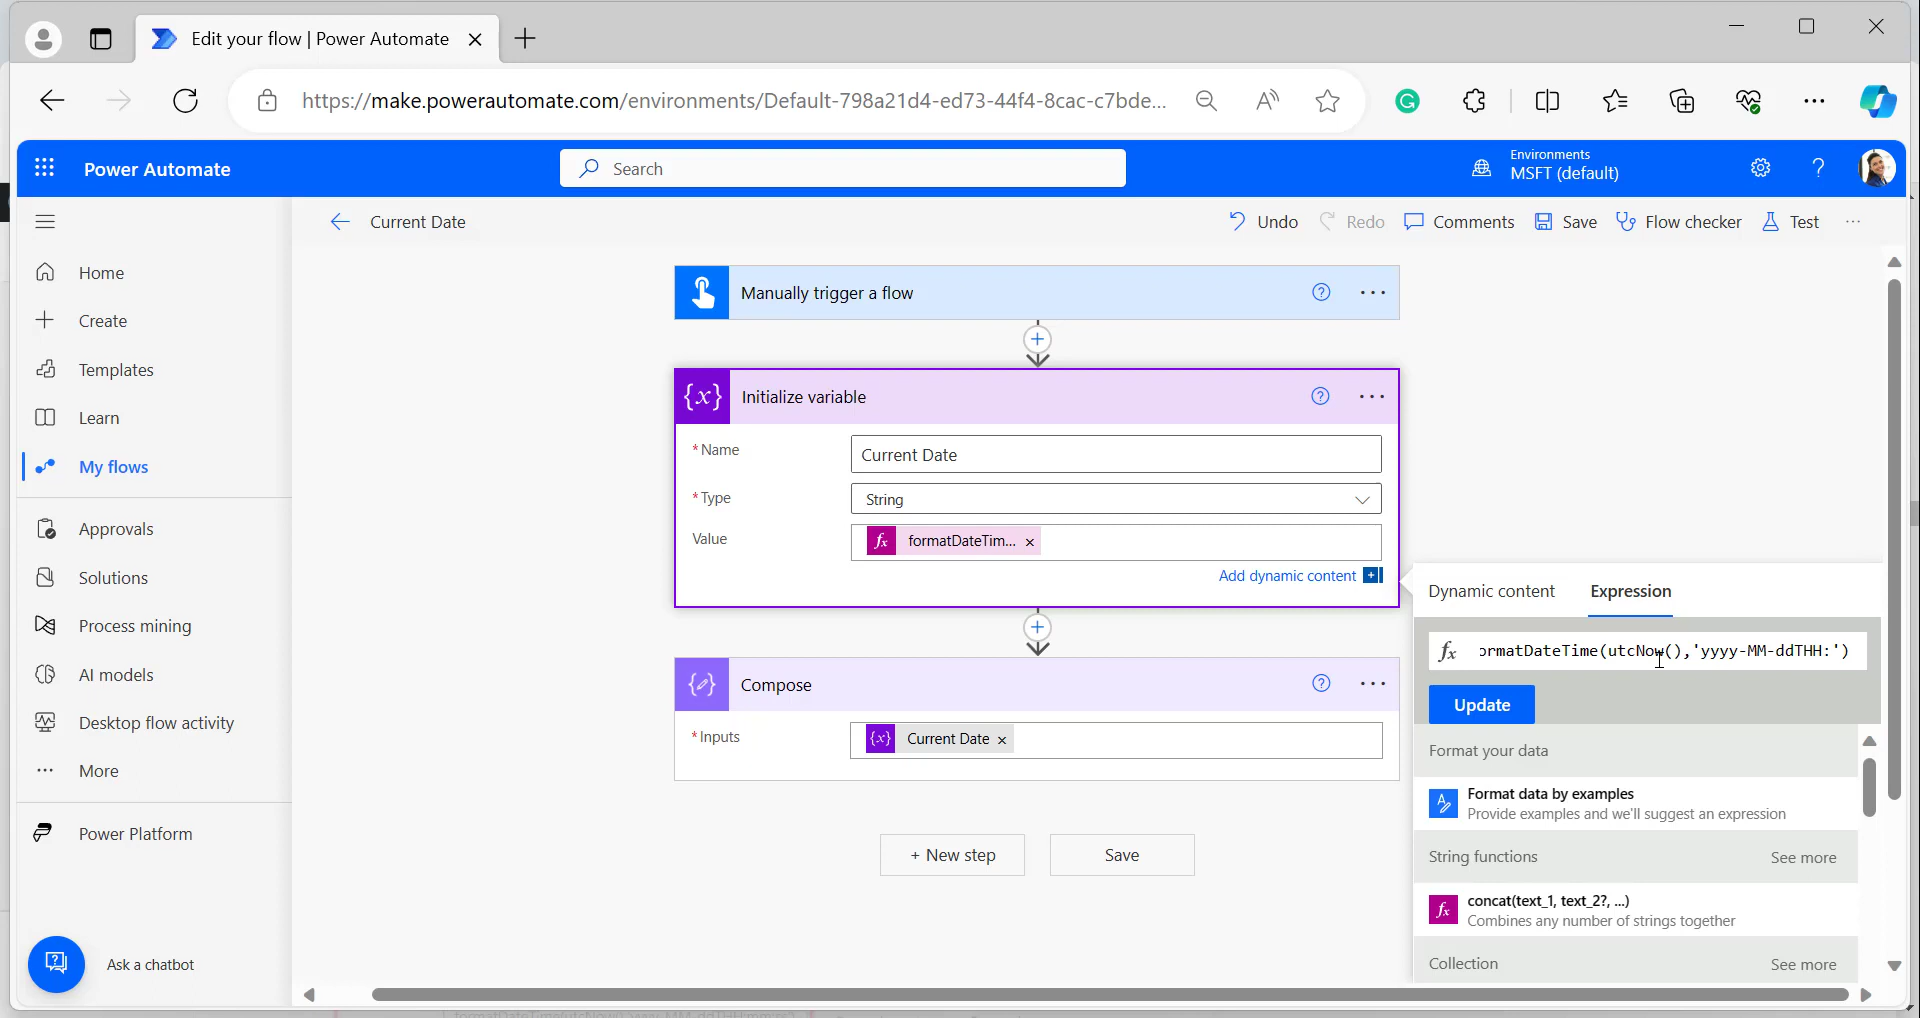 Edit your flow | Power Automate
https://make.powerautomate.com/environments/Default-798a21d4-ed73-44f4-8cac-c7bde...
Power Automate
Search
Environments
MSFT (default)
Current Date
Undo
Redo
Comments
Save
Flow checker
Test
Home
Create
Templates
Learn
My flows
Approvals
Solutions
Process mining
AI models
Desktop flow activity
More
Power Platform
Ask a chatbot
Manually trigger a flow
{x} Initialize variable
* Name
Current Date
* Type
String
Value
fx formatDateTim... ×
Add dynamic content
Compose
* Inputs
{x} Current Date ×
+ New step
Save
Dynamic content
Expression
fx ormatDateTime(utcNow(),'yyyy-MM-ddTHH:')
Update
Format your data
Format data by examples
Provide examples and we'll suggest an expression
String functions
See more
fx concat(text_1, text_2?, ...)
Combines any number of strings together
Collection
See more